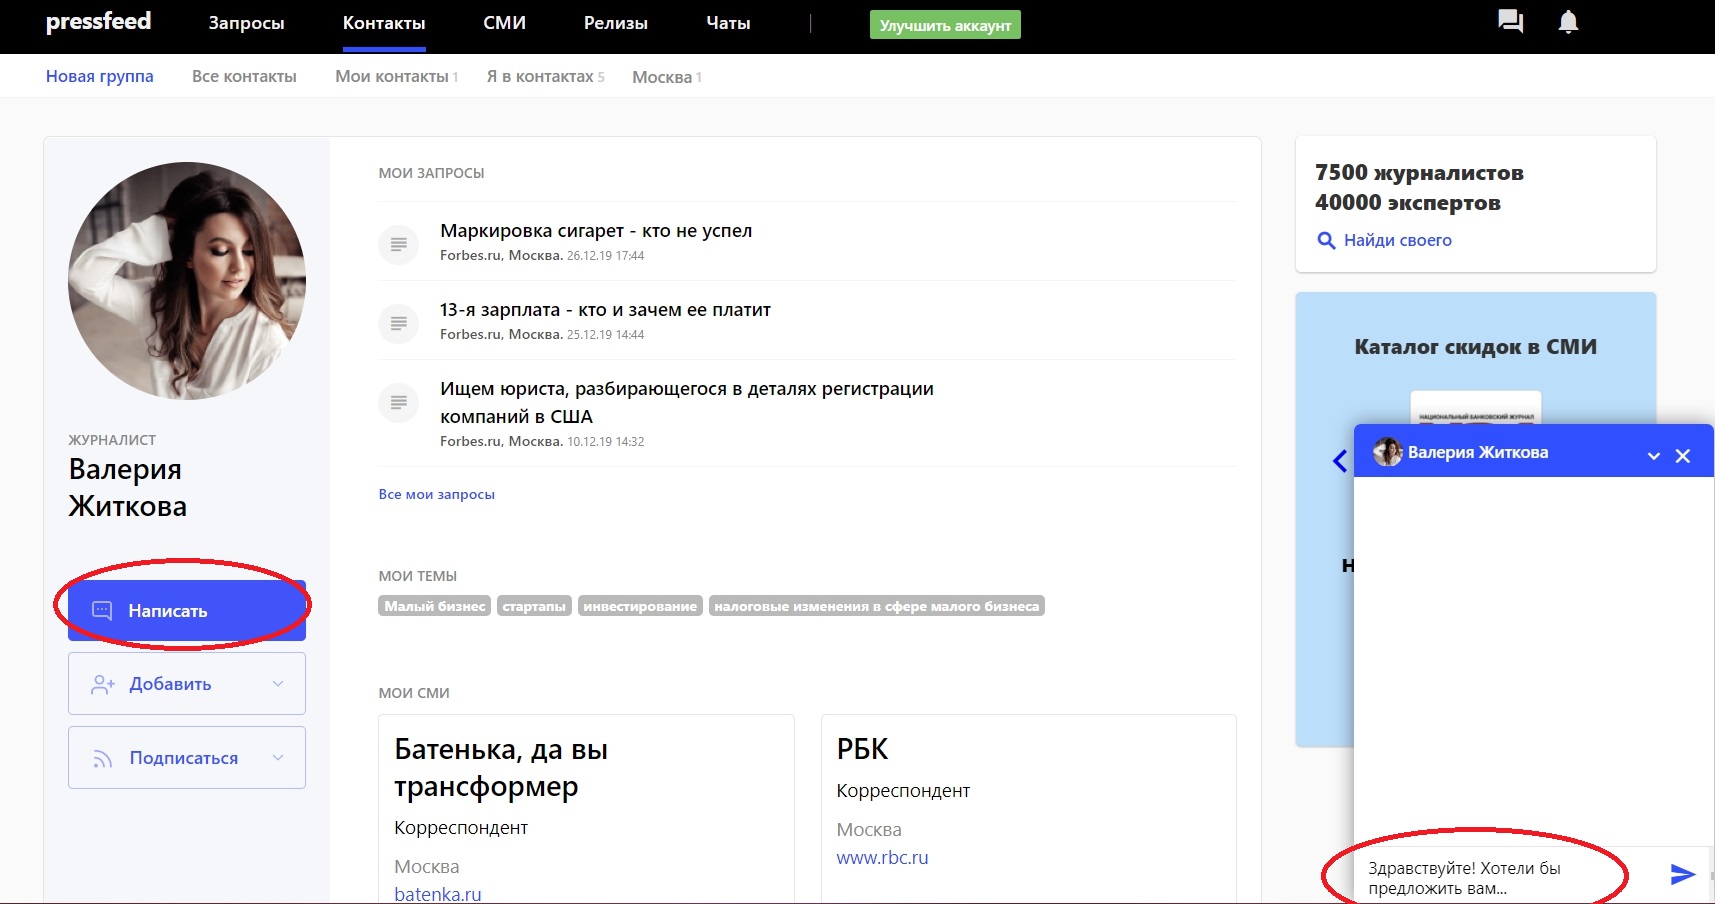 pressfeed
Запросы
Контакты
СМИ
Релизы
Чаты
Улучшить аккаунт
Новая группа
Все контакты
Мои контакты 1
Я в контактах 5
Москва 1
ЖУРНАЛИСТ
Валерия
Житкова
Написать
Добавить
Подписаться
МОИ ЗАПРОСЫ
Маркировка сигарет - кто не успел
Forbes.ru, Москва. 26.12.19 17:44
13-я зарплата - кто и зачем ее платит
Forbes.ru, Москва. 25.12.19 14:44
Ищем юриста, разбирающегося в деталях регистрации
компаний в США
Forbes.ru, Москва. 10.12.19 14:32
Все мои запросы
МОИ ТЕМЫ
Малый бизнес стартапы инвестирование налоговые изменения в сфере малого бизнеса
МОИ СМИ
Батенька, да вы
трансформер
Корреспондент
Москва
batenka.ru
РБК
Корреспондент
Москва
www.rbc.ru
7500 журналистов
40000 экспертов
Найди своего
Каталог скидок в СМИ
НАЦИОНАЛЬНЫЙ БАНКОВСКИЙ ЖУРНАЛ
Валерия Житкова
Здравствуйте! Хотели бы
предложить вам...